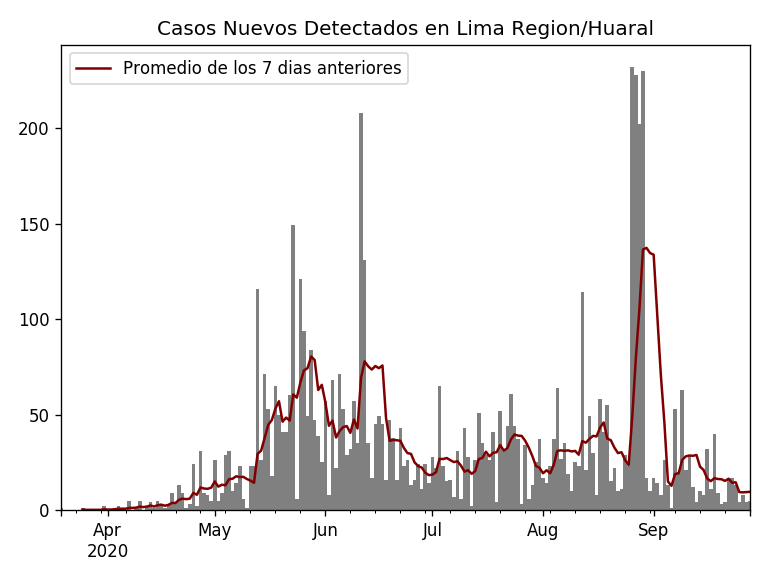 Casos Nuevos Detectados en Lima Region/Huaral
Promedio de los 7 dias anteriores
200
150
100
50
0
Apr May Jun Jul Aug Sep
2020